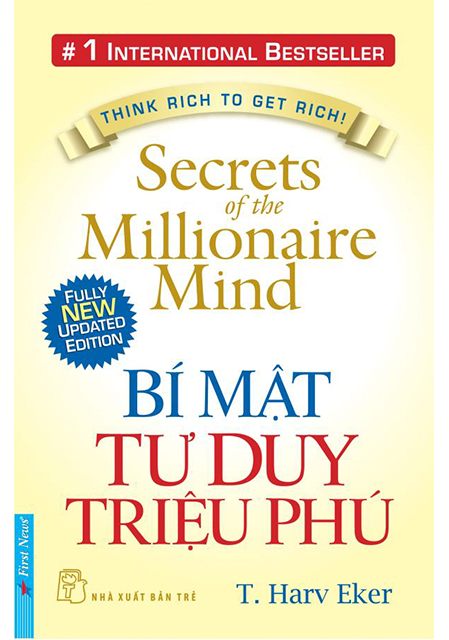 # 1 INTERNATIONAL BESTSELLER
THINK RICH TO GET RICH!
Secrets
of the
Millionaire
Mind
FULLY
NEW
UPDATED
EDITION
BÍ MẬT
TƯ DUY
TRIỆU PHÚ
First News
NHÀ XUẤT BẢN TRẺ
T. Harv Eker